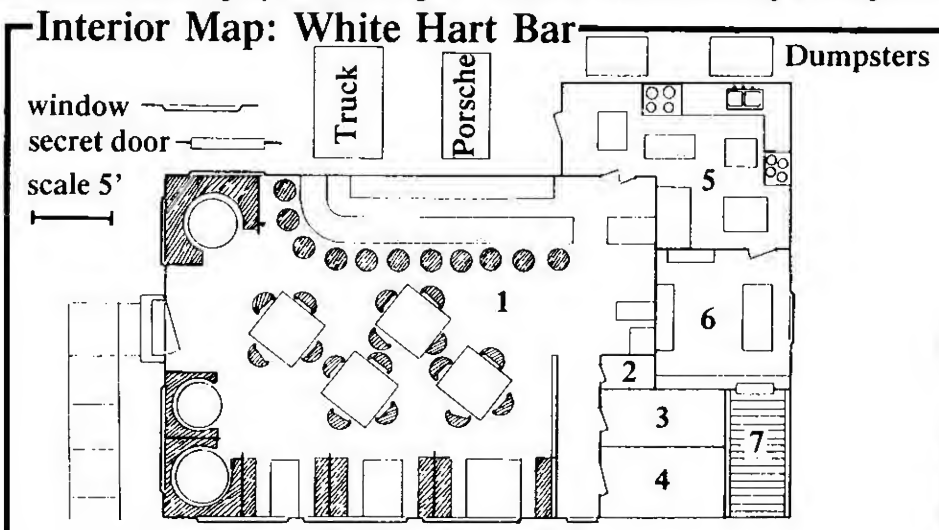 Interior Map: White Hart Bar
Dumpsters
Truck
Porsche
window
secret door
scale 5'
5
1
6
2
3
7
4